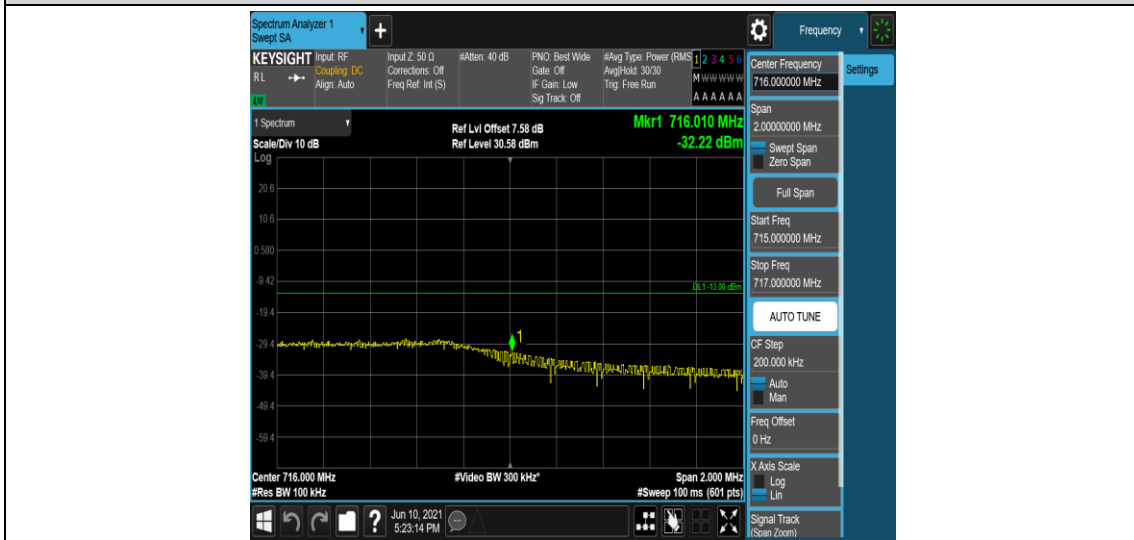 Spectrum Analyzer 1
Swept SA
+
Frequency
KEYSIGHT
RL
LXI
Input: RF
Coupling: DC
Align: Auto
Input Z: 50 Ω
Corrections: Off
Freq Ref: Int (S)
#Atten: 40 dB
PNO: Best Wide
Gate: Off
IF Gain: Low
Sig Track: Off
#Avg Type: Power (RMS
Avg|Hold: 30/30
Trig: Free Run
1 2 3 4 5 6
M W W W W W
A A A A A A
1 Spectrum
Scale/Div 10 dB
Ref Lvl Offset 7.58 dB
Ref Level 30.58 dBm
Mkr1 716.010 MHz
-32.22 dBm
Log
20.6
10.6
0.580
-9.42
DL1 -13.00 dBm
-19.4
-29.4
1
-39.4
-49.4
-59.4
Center 716.000 MHz
#Video BW 300 kHz*
Span 2.000 MHz
#Res BW 100 kHz
#Sweep 100 ms (601 pts)
?
Jun 10, 2021
5:23:14 PM
Center Frequency
716.000000 MHz
Settings
Span
2.00000000 MHz
Swept Span
Zero Span
Full Span
Start Freq
715.000000 MHz
Stop Freq
717.000000 MHz
AUTO TUNE
CF Step
200.000 kHz
Auto
Man
Freq Offset
0 Hz
X Axis Scale
Log
Lin
Signal Track
(Span Zoom)